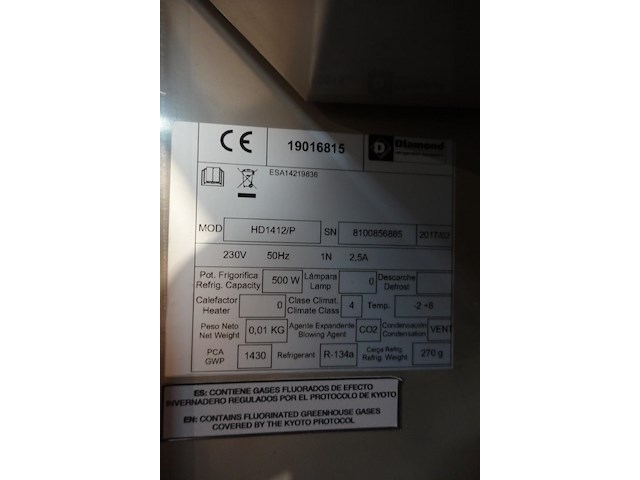 CE 19016815 Diamond
ESA14219836
MOD HD1412/P SN 8100856885 2017/02
230V 50Hz 1N 2,5A
Pot. Frigorifica Lámpara Descarche
Refrig. Capacity 500 W Lamp 0 Defrost
Calefactor Clase Climat.
Heater 0 Climate Class 4 Temp. -2 +8
Peso Neto Agente Expandente Condensación
Net Weight 0,01 KG Blowing Agent CO2 Condensation VENT
PCA Carga Refrig.
GWP 1430 Refrigerant R-134a Refrig. Weight 270 g
ES: CONTIENE GASES FLUORADOS DE EFECTO
INVERNADERO REGULADOS POR EL PROTOCOLO DE KYOTO
EN: CONTAINS FLUORINATED GREENHOUSE GASES
COVERED BY THE KYOTO PROTOCOL